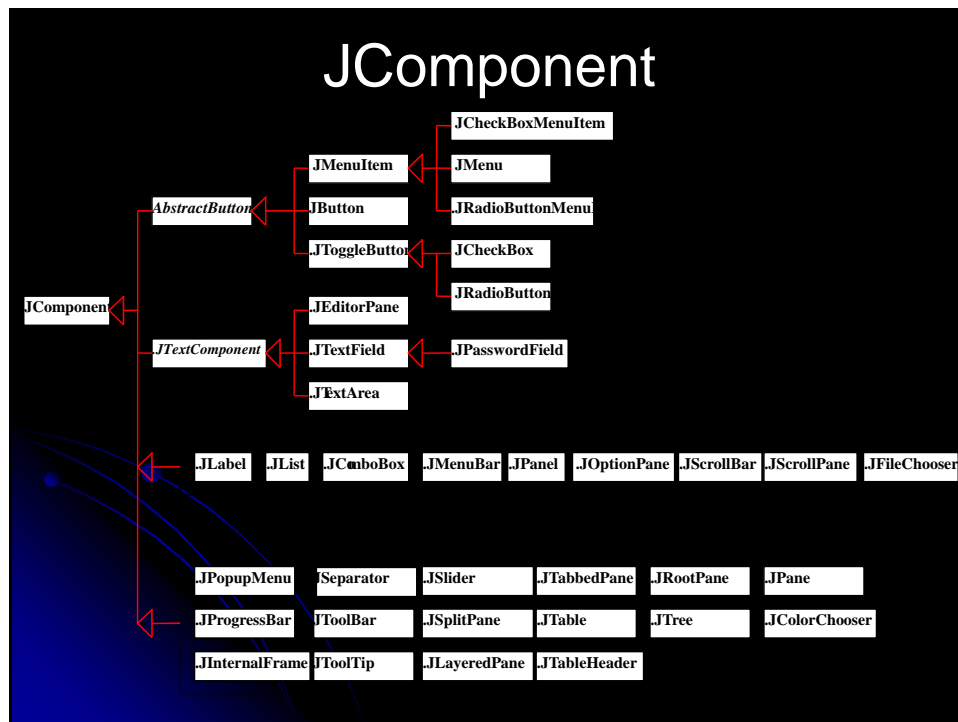 JComponent
.JCheckBoxMenuItem
.JMenuItem
.JMenu
AbstractButton
JButton
.JRadioButtonMenuI
.JToggleButton
.JCheckBox
.JRadioButton
JComponent
.JEditorPane
.JTextComponent
.JTextField
.JPasswordField
.JTextArea
.JLabel .JList .JComboBox .JMenuBar .JPanel .JOptionPane .JScrollBar .JScrollPane .JFileChooser
.JPopupMenu JSeparator .JSlider .JTabbedPane .JRootPane .JPane
.JProgressBar .JToolBar .JSplitPane .JTable .JTree .JColorChooser
.JInternalFrame .JToolTip .JLayeredPane .JTableHeader